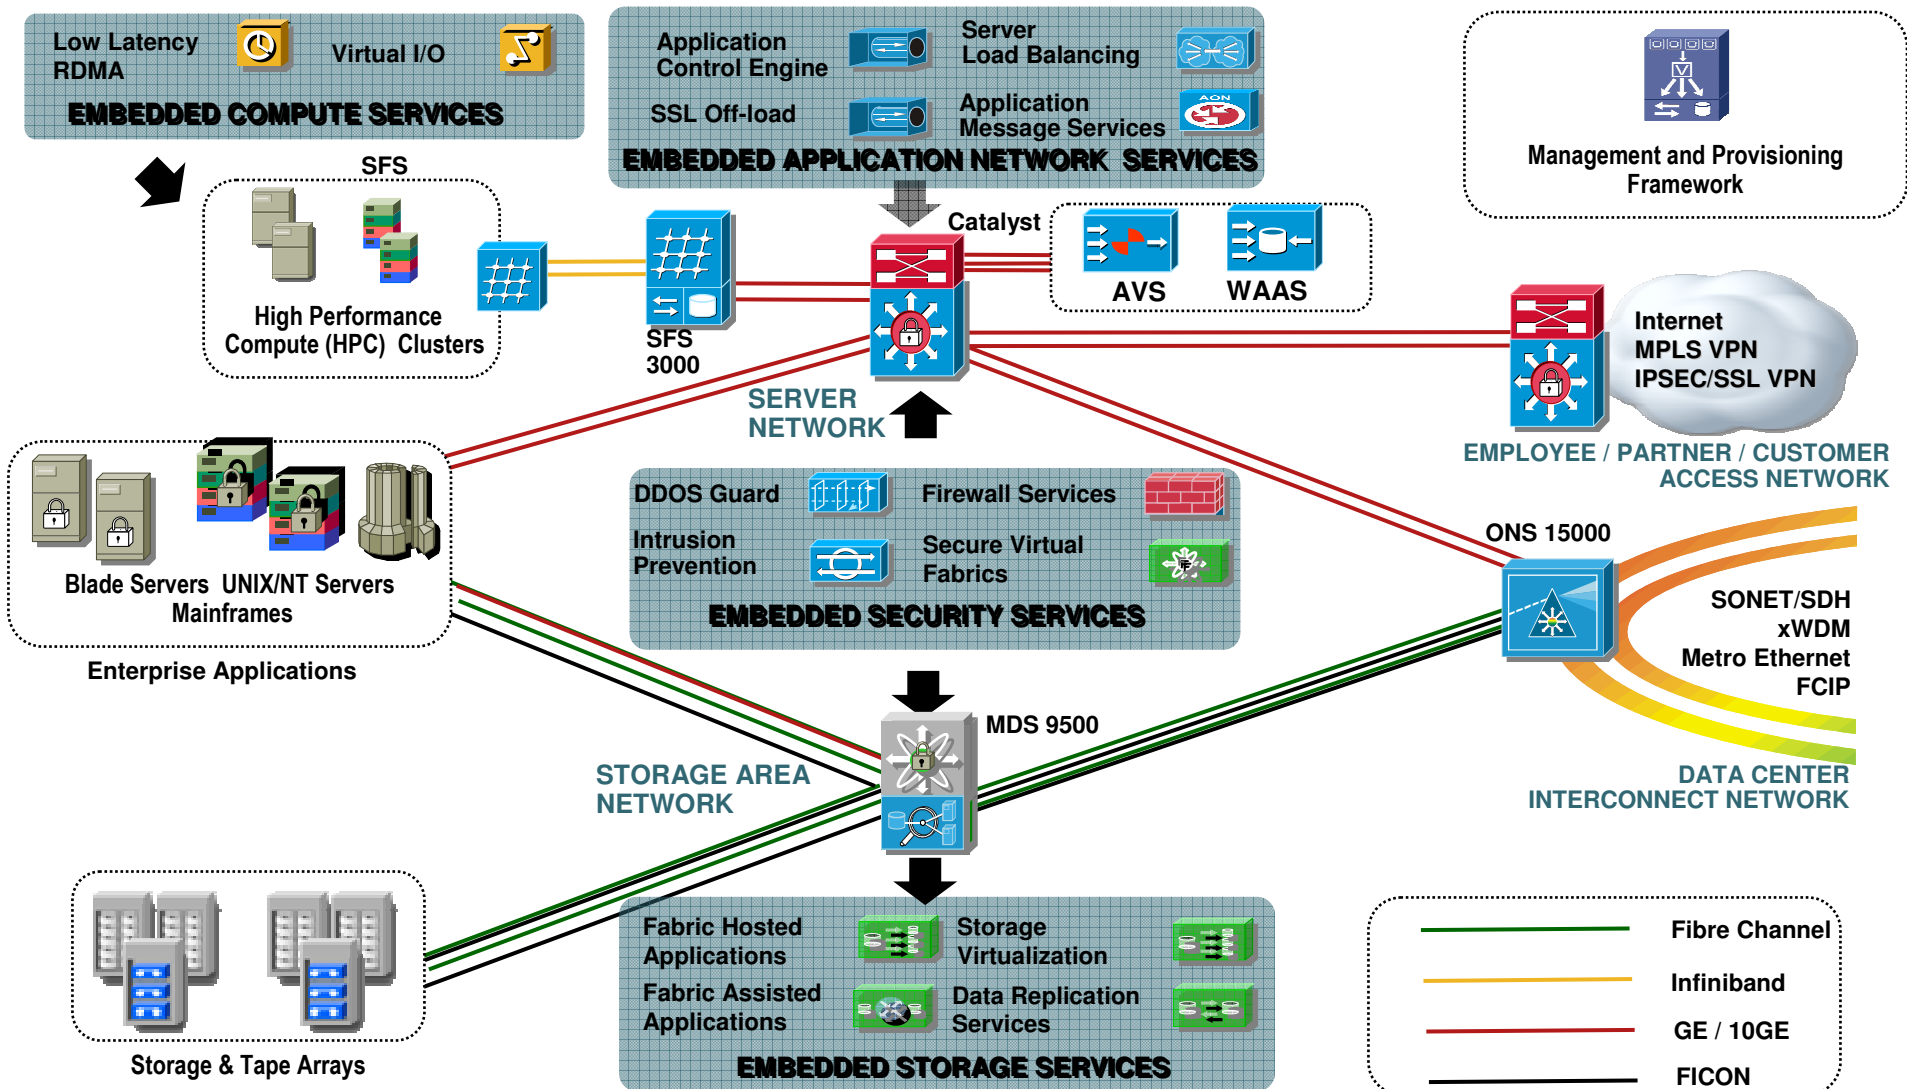 Low Latency
RDMA
Virtual I/O
EMBEDDED COMPUTE SERVICES
Application
Control Engine
Server
Load Balancing
SSL Off-load
Application
Message Services
AON
EMBEDDED APPLICATION NETWORK SERVICES
V
Management and Provisioning
Framework
SFS
High Performance
Compute (HPC) Clusters
SFS
3000
Catalyst
AVS
WAAS
Internet
MPLS VPN
IPSEC/SSL VPN
EMPLOYEE / PARTNER / CUSTOMER
ACCESS NETWORK
SERVER
NETWORK
Blade Servers UNIX/NT Servers
Mainframes
Enterprise Applications
DDOS Guard
Firewall Services
Intrusion
Prevention
Secure Virtual
Fabrics
EMBEDDED SECURITY SERVICES
ONS 15000
SONET/SDH
xWDM
Metro Ethernet
FCIP
DATA CENTER
INTERCONNECT NETWORK
MDS 9500
STORAGE AREA
NETWORK
Storage & Tape Arrays
Fabric Hosted
Applications
Storage
Virtualization
Fabric Assisted
Applications
Data Replication
Services
EMBEDDED STORAGE SERVICES
Fibre Channel
Infiniband
GE / 10GE
FICON